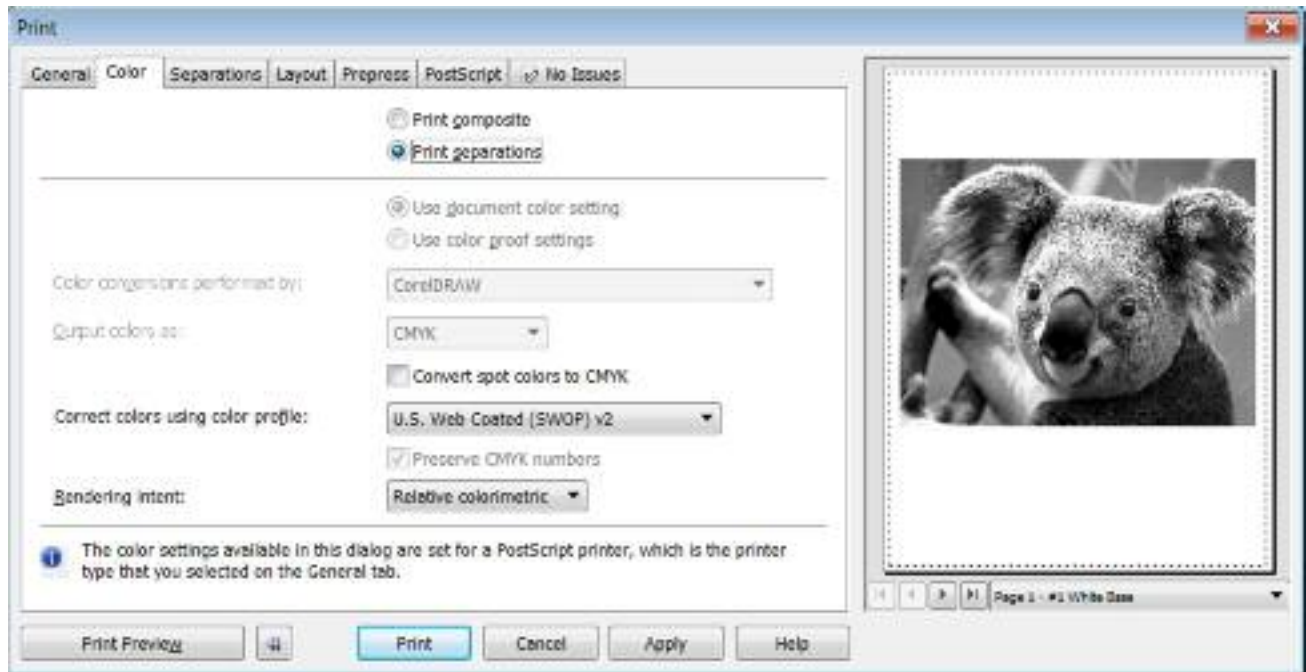 Print
General Color Separations Layout Prepress PostScript No Issues
Print composite
Print separations
Use document color setting
Use color proof settings
Color conversions performed by:
CorelDRAW
Output colors as:
CMYK
Convert spot colors to CMYK
Correct colors using color profile:
U.S. Web Coated (SWOP) v2
Preserve CMYK numbers
Rendering intent:
Relative colorimetric
The color settings available in this dialog are set for a PostScript printer, which is the printer
type that you selected on the General tab.
Page 1 - #1 White Base
Print Preview
Print
Cancel
Apply
Help